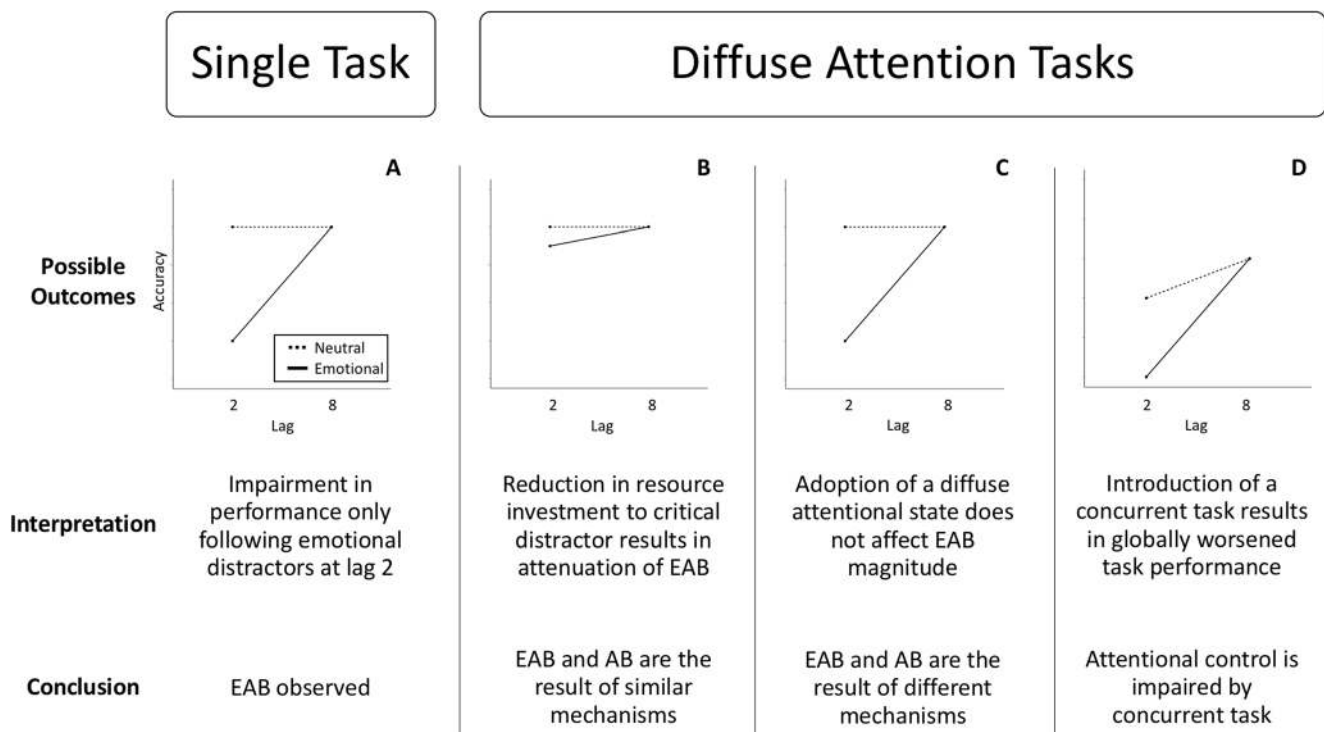 Single Task
Diffuse Attention Tasks
A
B
C
D
Possible
Outcomes
Accuracy
Neutral
Emotional
2 8
Lag
2 8
Lag
2 8
Lag
2 8
Lag
Interpretation
Impairment in
performance only
following emotional
distractors at lag 2
Reduction in resource
investment to critical
distractor results in
attenuation of EAB
Adoption of a diffuse
attentional state does
not affect EAB
magnitude
Introduction of a
concurrent task results
in globally worsened
task performance
Conclusion
EAB observed
EAB and AB are the
result of similar
mechanisms
EAB and AB are the
result of different
mechanisms
Attentional control is
impaired by
concurrent task